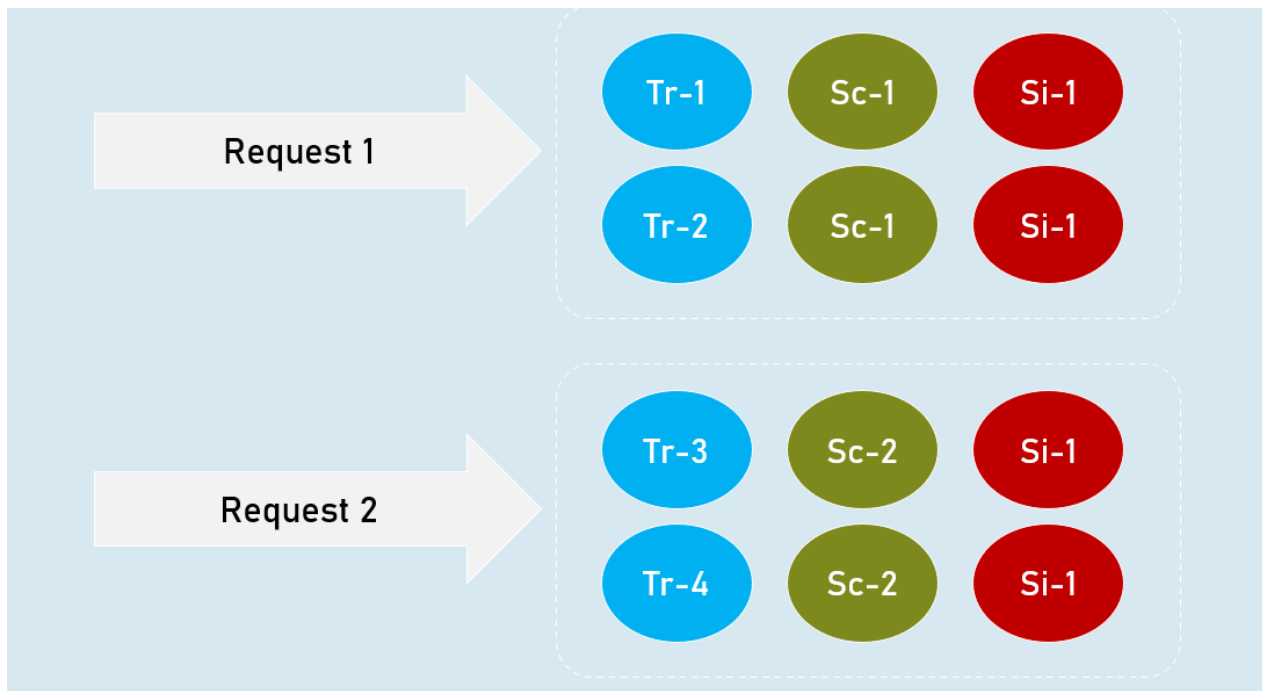 Tr-1 Sc-1 Si-1
Request 1
Tr-2 Sc-1 Si-1
Tr-3 Sc-2 Si-1
Request 2
Tr-4 Sc-2 Si-1